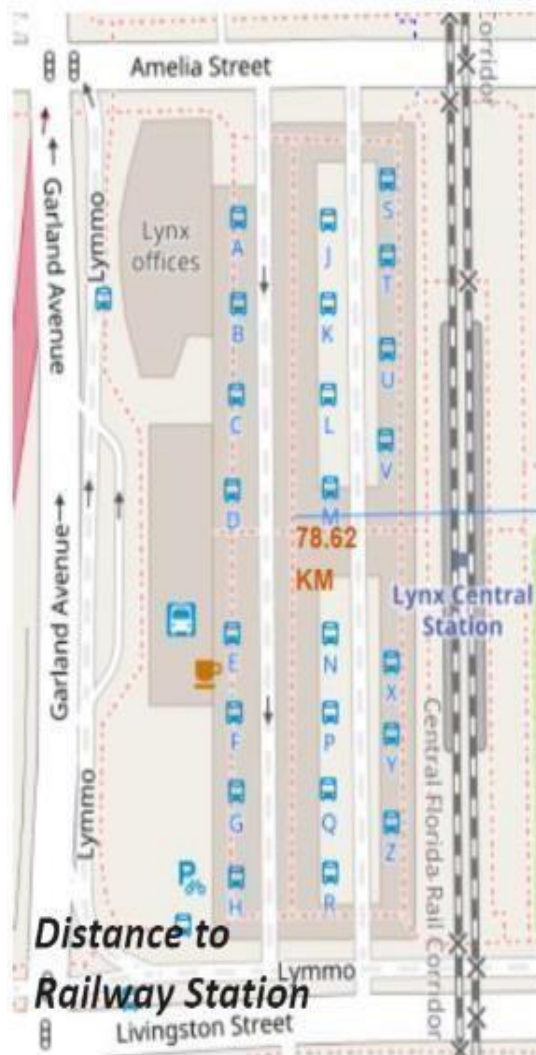 Amelia Street
Corridor
Garland Avenue
Lymmo
Lynx
offices
A
B
C
D
J
K
L
M
S
T
U
V
78.62
KM
Lynx Central
Station
Garland Avenue
E
F
G
H
N
P
Q
R
X
Y
Z
Central Florida Rail Corridor
Lymmo
P
Distance to
Railway Station
Lymmo
Livingston Street